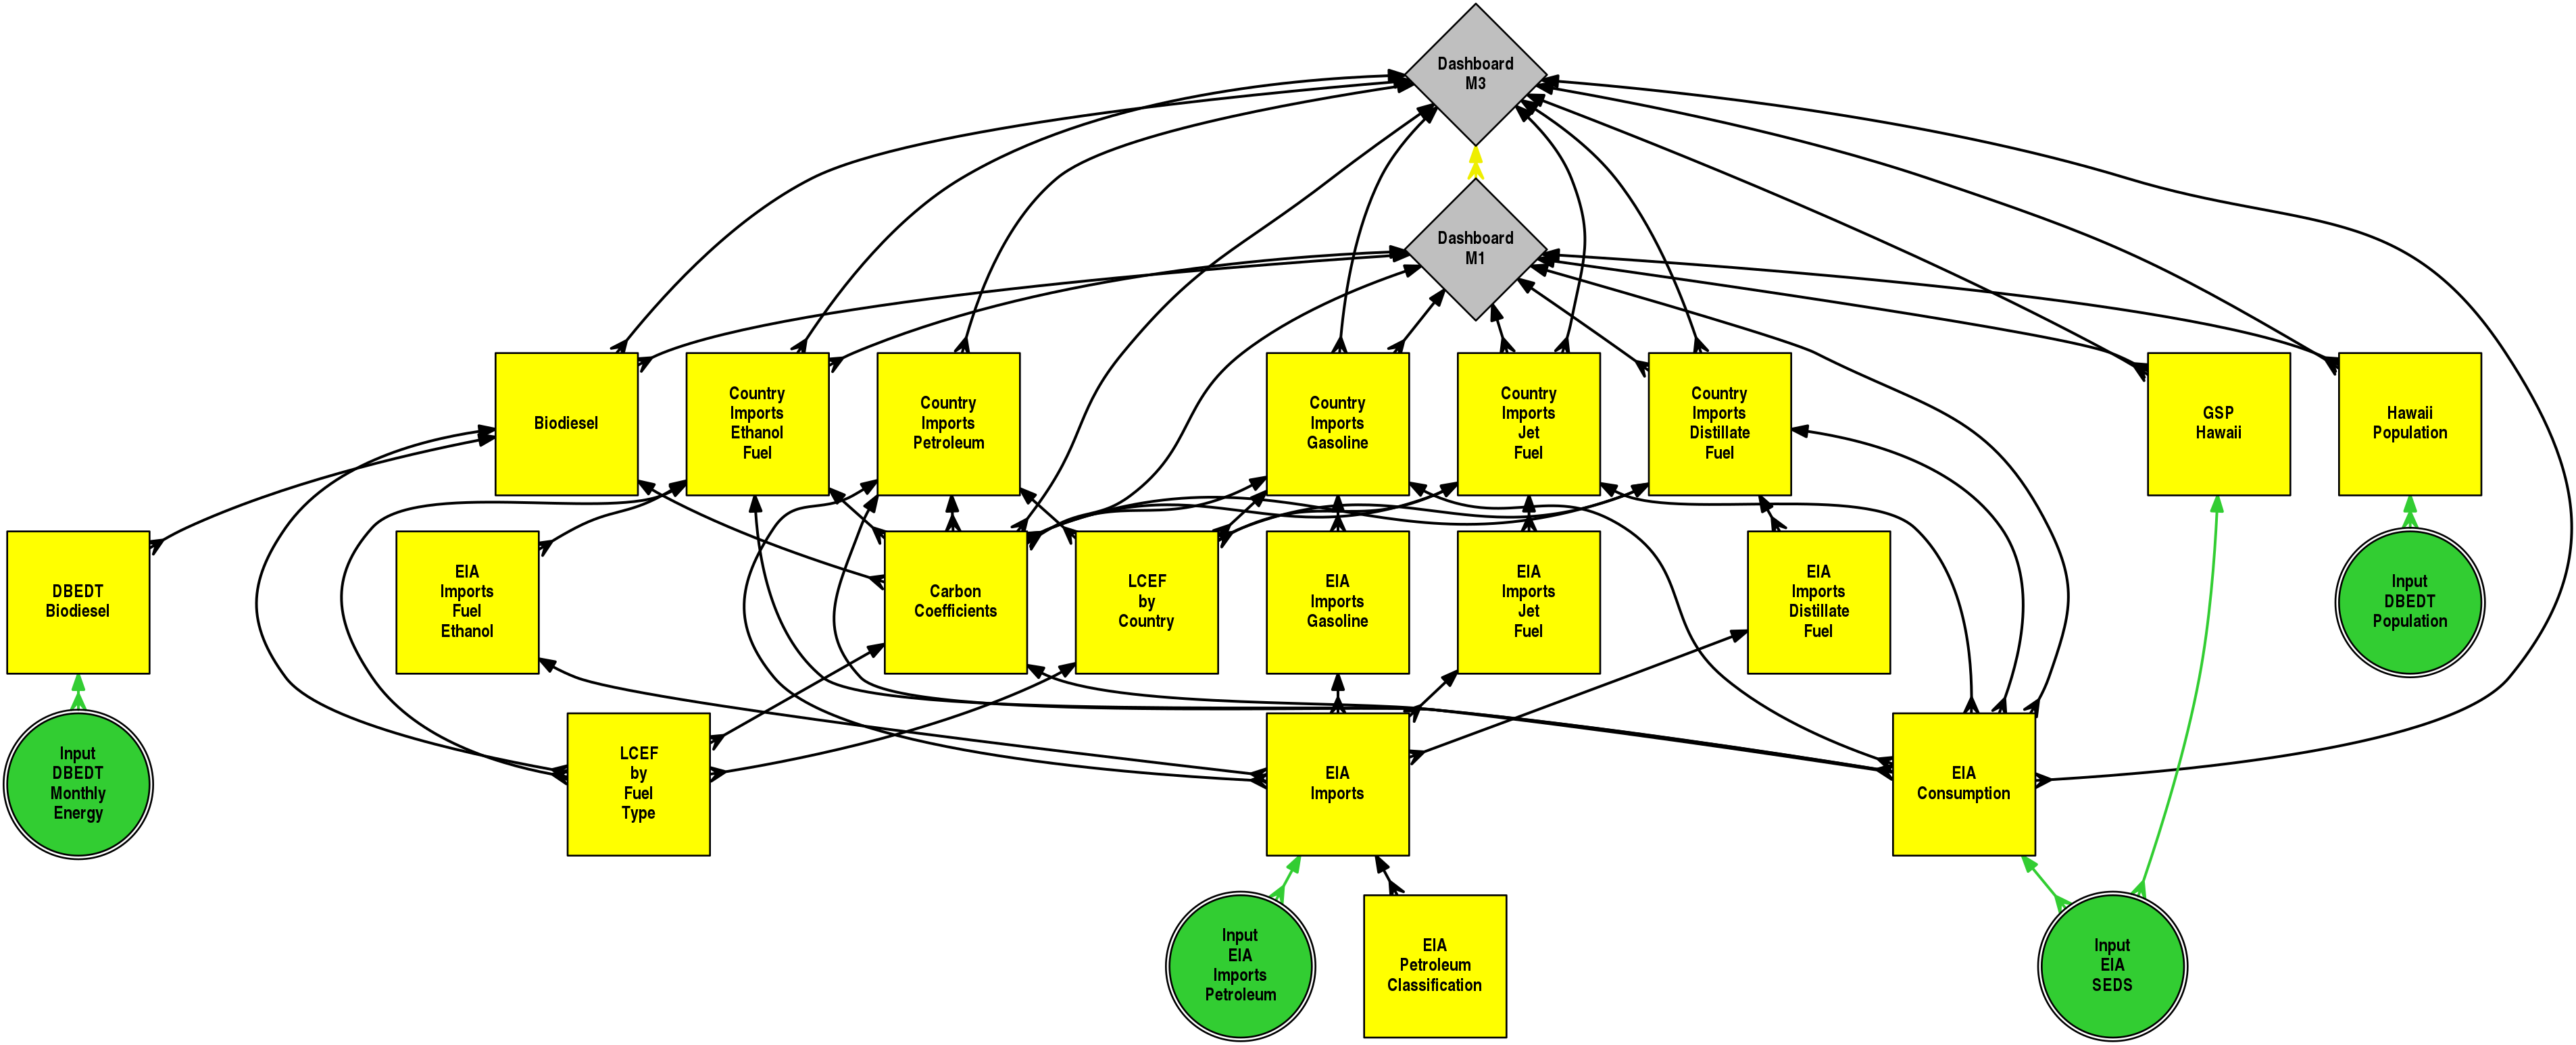 Dashboard
M3
Dashboard
M1
Biodiesel
Country
Imports
Ethanol
Fuel
Country
Imports
Petroleum
Country
Imports
Gasoline
Country
Imports
Jet
Fuel
Country
Imports
Distillate
Fuel
GSP
Hawaii
Hawaii
Population
DBEDT
Biodiesel
EIA
Imports
Fuel
Ethanol
Carbon
Coefficients
LCEF
by
Country
EIA
Imports
Gasoline
EIA
Imports
Jet
Fuel
EIA
Imports
Distillate
Fuel
Input
DBEDT
Population
Input
DBEDT
Monthly
Energy
LCEF
by
Fuel
Type
EIA
Imports
EIA
Consumption
Input
EIA
Imports
Petroleum
EIA
Petroleum
Classification
Input
EIA
SEDS